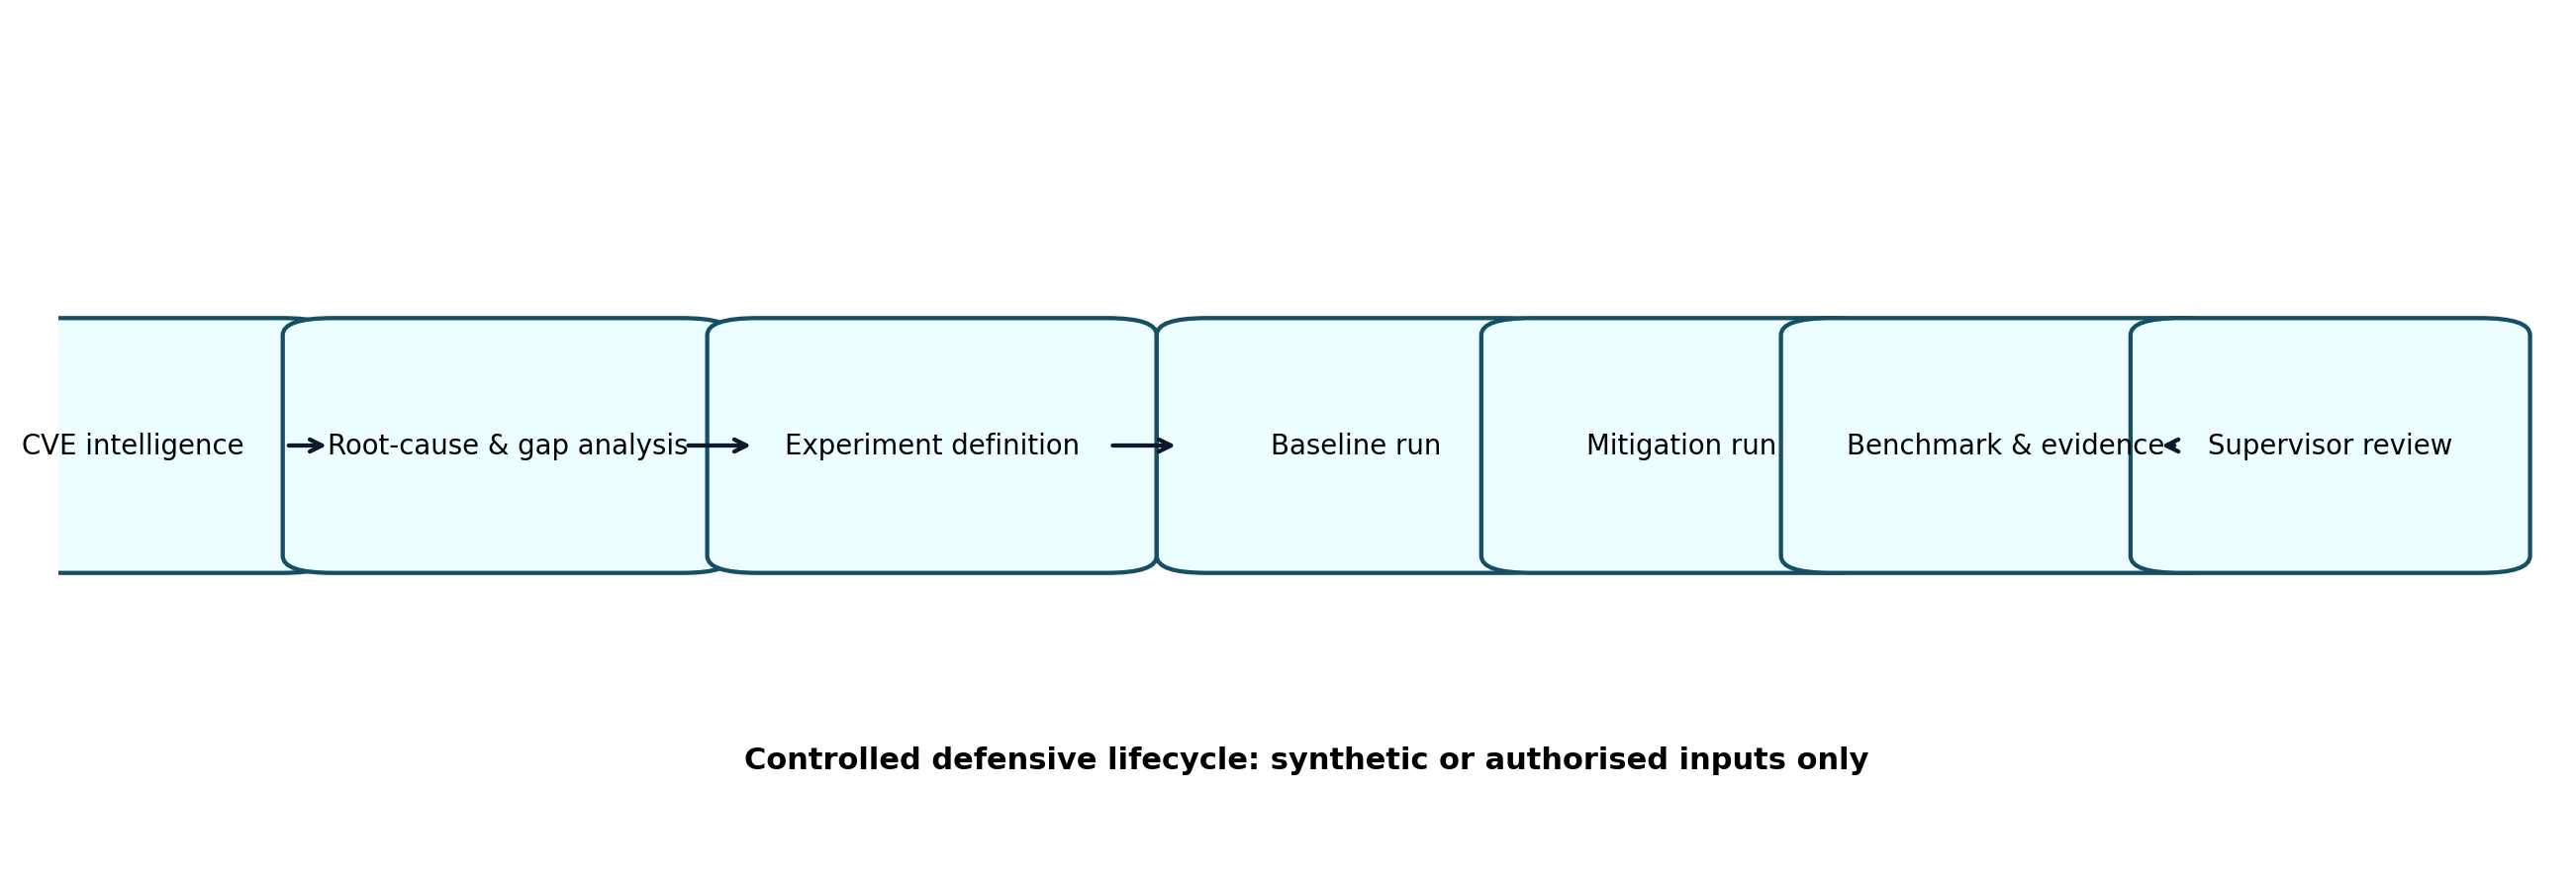 CVE intelligence
Root-cause & gap analysis
Experiment definition
Baseline run
Mitigation run
Benchmark & evidence
Supervisor review
Controlled defensive lifecycle: synthetic or authorised inputs only